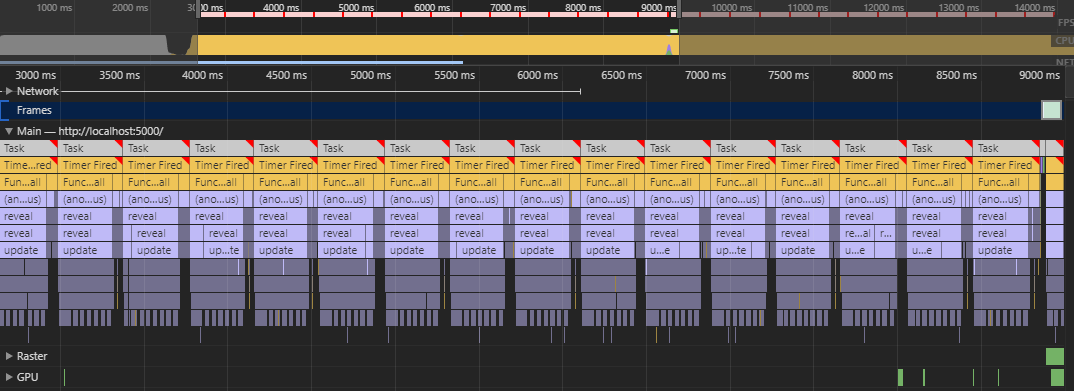 1000 ms 2000 ms 3000 ms 4000 ms 5000 ms 6000 ms 7000 ms 8000 ms 9000 ms 10000 ms 11000 ms 12000 ms 13000 ms 14000 ms
FPS
CPU
NET
3000 ms 3500 ms 4000 ms 4500 ms 5000 ms 5500 ms 6000 ms 6500 ms 7000 ms 7500 ms 8000 ms 8500 ms 9000 ms
Network
Frames
Main — http://localhost:5000/
Task Task Task Task Task Task Task Task Task Task Task Task Task Task Task Task
Time...red Timer Fired Timer Fired Timer Fired Timer Fired Timer Fired Timer Fired Timer Fired Timer Fired Timer Fired Timer Fired Timer Fired Timer Fired Timer Fired Timer Fired Timer Fired
Func...all Func...all Func...all Func...all Func...all Func...all Func...all Func...all Func...all Func...all Func...all Func...all Func...all Func...all Func...all Func...all
(ano...us) (ano...us) (ano...us) (ano...us) (ano...us) (ano...us) (ano...us) (ano...us) (ano...us) (ano...us) (ano...us) (ano...us) (ano...us) (ano...us) (ano...us) (ano...us)
reveal reveal reveal reveal reveal reveal reveal reveal reveal reveal reveal reveal reveal reveal reveal reveal
reveal reveal reveal reveal reveal reveal reveal reveal reveal reveal reveal reveal reveal re...al r... reveal reveal
update update update up...te update update update update update update u...e up...te update u...e u...e update
Raster
GPU